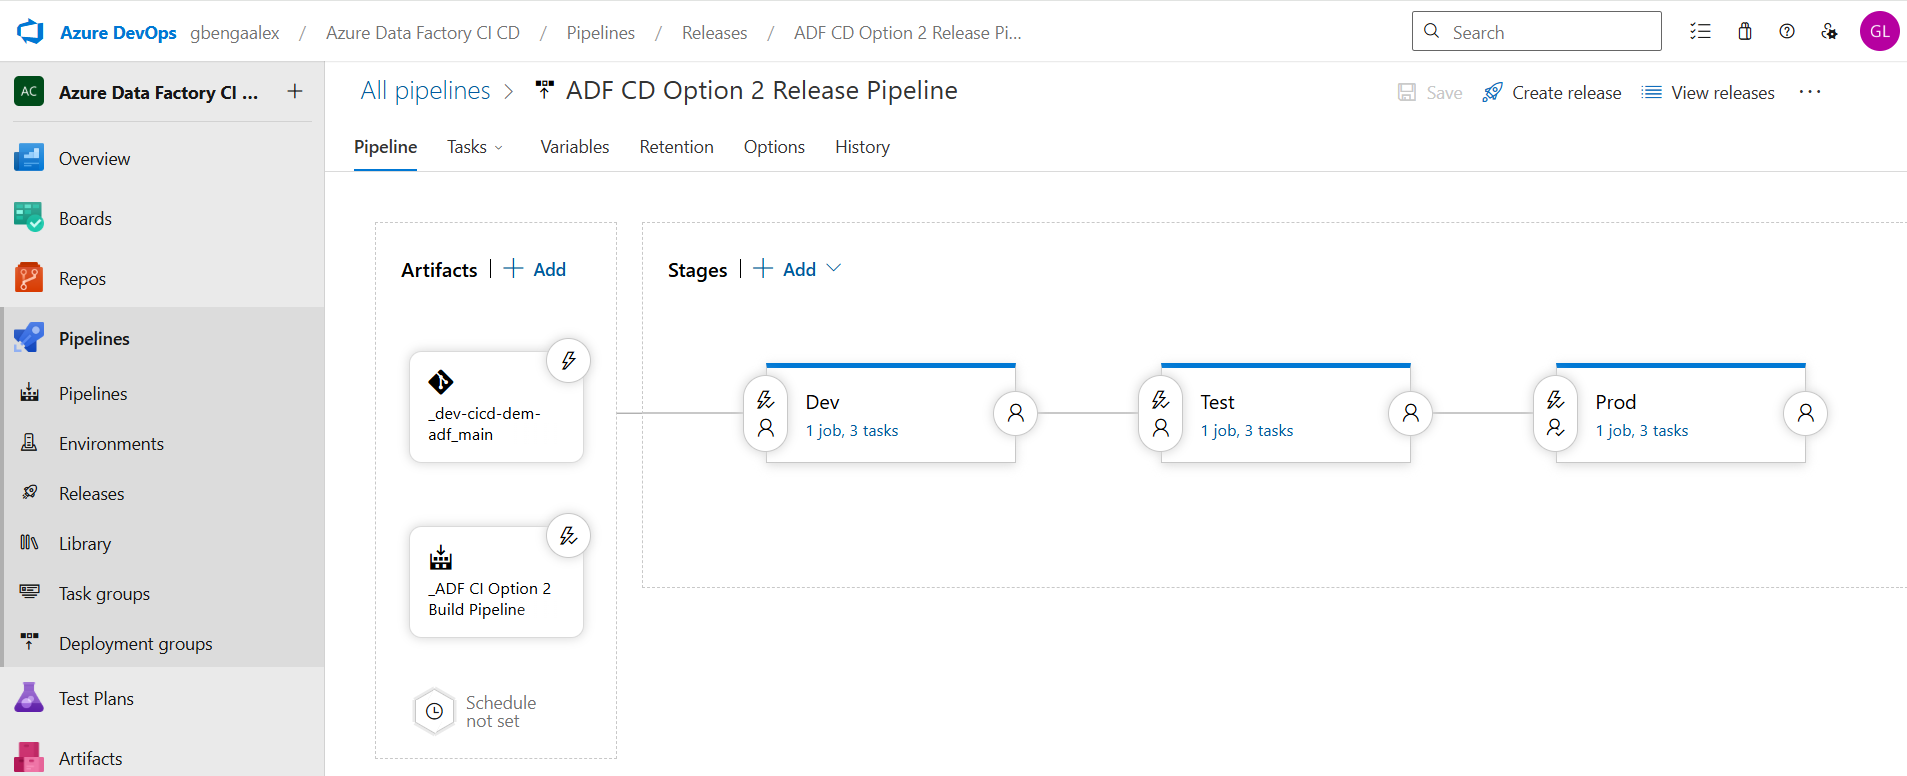 Azure DevOps gbengaalex / Azure Data Factory CI CD / Pipelines / Releases / ADF CD Option 2 Release Pi... Search GL
AC Azure Data Factory CI ... +
All pipelines > ADF CD Option 2 Release Pipeline
Save Create release View releases ...
Pipeline Tasks Variables Retention Options History
Overview
Boards
Repos
Pipelines
Pipelines
Environments
Releases
Library
Task groups
Deployment groups
Test Plans
Artifacts
Artifacts | + Add
_dev-cicd-dem-
adf_main
_ADF CI Option 2
Build Pipeline
Schedule
not set
Stages | + Add
Dev
1 job, 3 tasks
Test
1 job, 3 tasks
Prod
1 job, 3 tasks